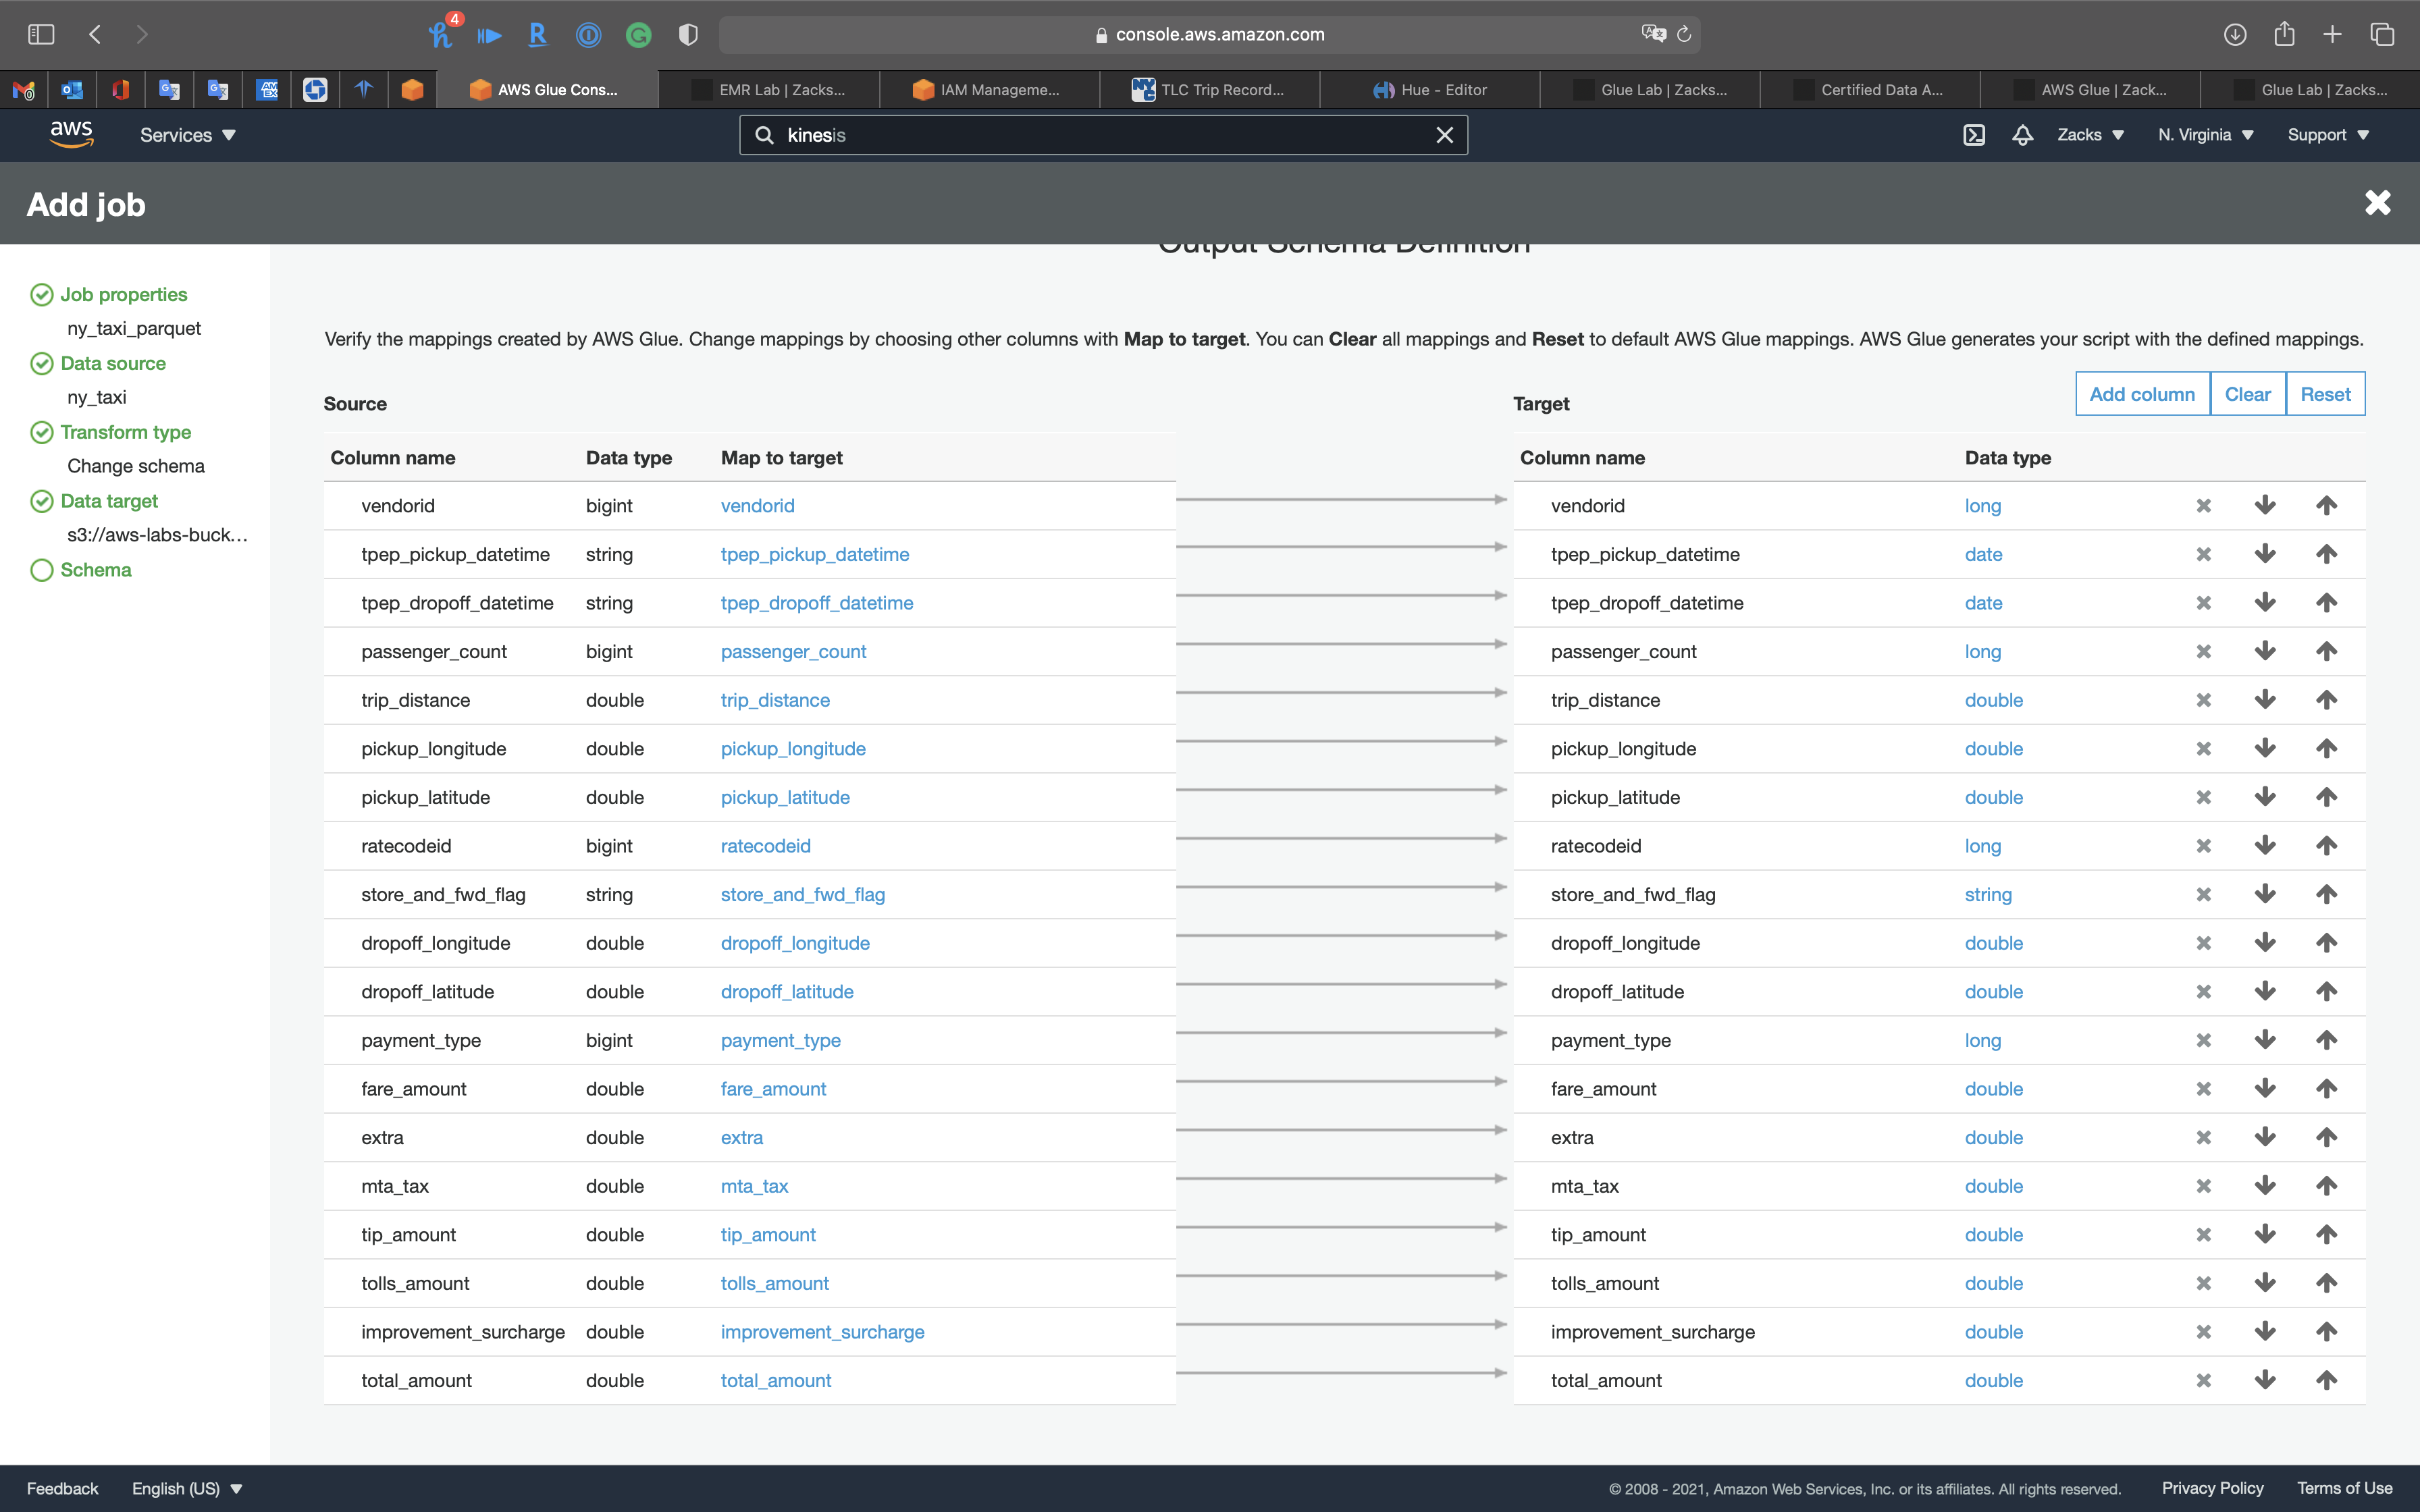 4
console.aws.amazon.com
AWS Glue Cons...
EMR Lab | Zacks...
IAM Manageme...
TLC Trip Record...
Hue - Editor
Glue Lab | Zacks...
Certified Data A...
AWS Glue | Zack...
Glue Lab | Zacks...
aws
Services
kinesis
Zacks
N. Virginia
Support
Add job
Output Schema Definition
Job properties
ny_taxi_parquet
Data source
ny_taxi
Transform type
Change schema
Data target
s3://aws-labs-buck...
Schema
Verify the mappings created by AWS Glue. Change mappings by choosing other columns with Map to target. You can Clear all mappings and Reset to default AWS Glue mappings. AWS Glue generates your script with the defined mappings.
Source
Target
Add column Clear Reset
Column name Data type Map to target Column name Data type
vendorid bigint vendorid vendorid long
tpep_pickup_datetime string tpep_pickup_datetime tpep_pickup_datetime date
tpep_dropoff_datetime string tpep_dropoff_datetime tpep_dropoff_datetime date
passenger_count bigint passenger_count passenger_count long
trip_distance double trip_distance trip_distance double
pickup_longitude double pickup_longitude pickup_longitude double
pickup_latitude double pickup_latitude pickup_latitude double
ratecodeid bigint ratecodeid ratecodeid long
store_and_fwd_flag string store_and_fwd_flag store_and_fwd_flag string
dropoff_longitude double dropoff_longitude dropoff_longitude double
dropoff_latitude double dropoff_latitude dropoff_latitude double
payment_type bigint payment_type payment_type long
fare_amount double fare_amount fare_amount double
extra double extra extra double
mta_tax double mta_tax mta_tax double
tip_amount double tip_amount tip_amount double
tolls_amount double tolls_amount tolls_amount double
improvement_surcharge double improvement_surcharge improvement_surcharge double
total_amount double total_amount total_amount double
Feedback English (US) © 2008 - 2021, Amazon Web Services, Inc. or its affiliates. All rights reserved. Privacy Policy Terms of Use